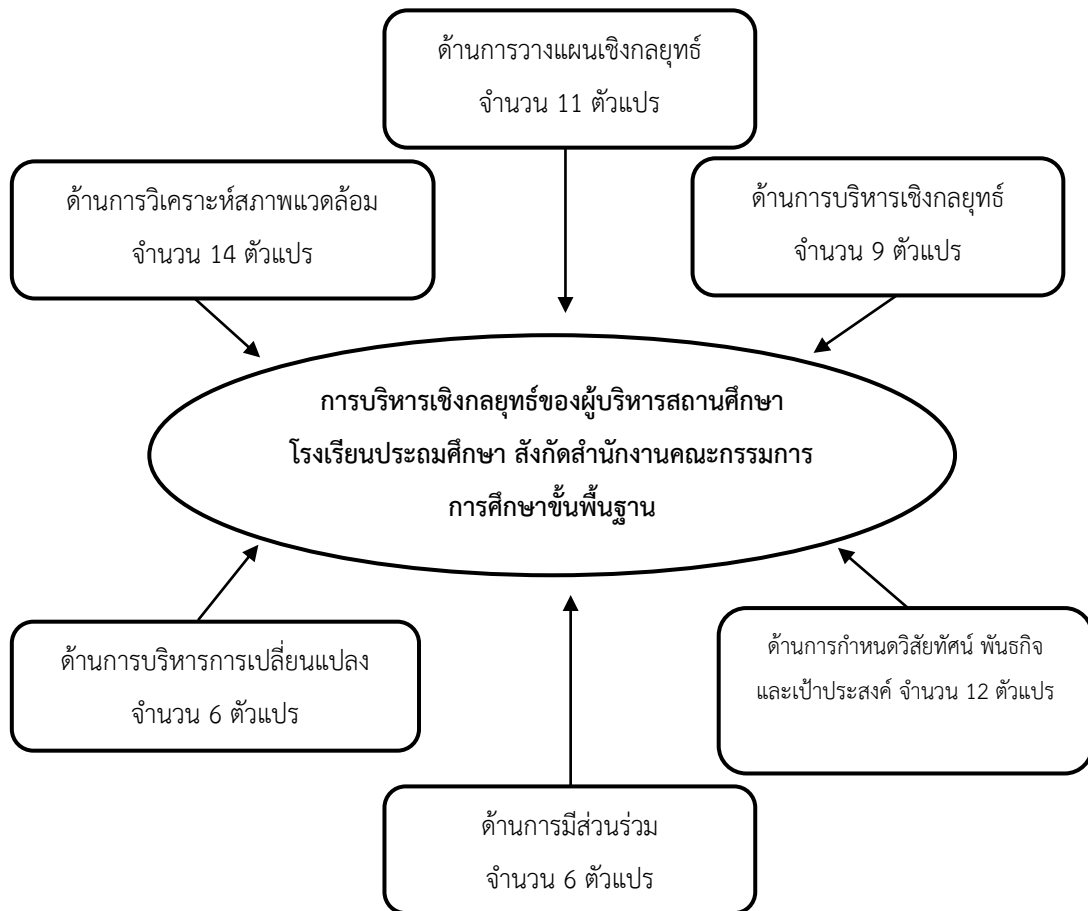 ด้านการวางแผนเชิงกลยุทธ์
จำนวน 11 ตัวแปร
ด้านการวิเคราะห์สภาพแวดล้อม
จำนวน 14 ตัวแปร
ด้านการบริหารเชิงกลยุทธ์
จำนวน 9 ตัวแปร
การบริหารเชิงกลยุทธ์ของผู้บริหารสถานศึกษา
โรงเรียนประถมศึกษา สังกัดสำนักงานคณะกรรมการ
การศึกษาขั้นพื้นฐาน
ด้านการบริหารการเปลี่ยนแปลง
จำนวน 6 ตัวแปร
ด้านการกำหนดวิสัยทัศน์ พันธกิจ
และเป้าประสงค์ จำนวน 12 ตัวแปร
ด้านการมีส่วนร่วม
จำนวน 6 ตัวแปร